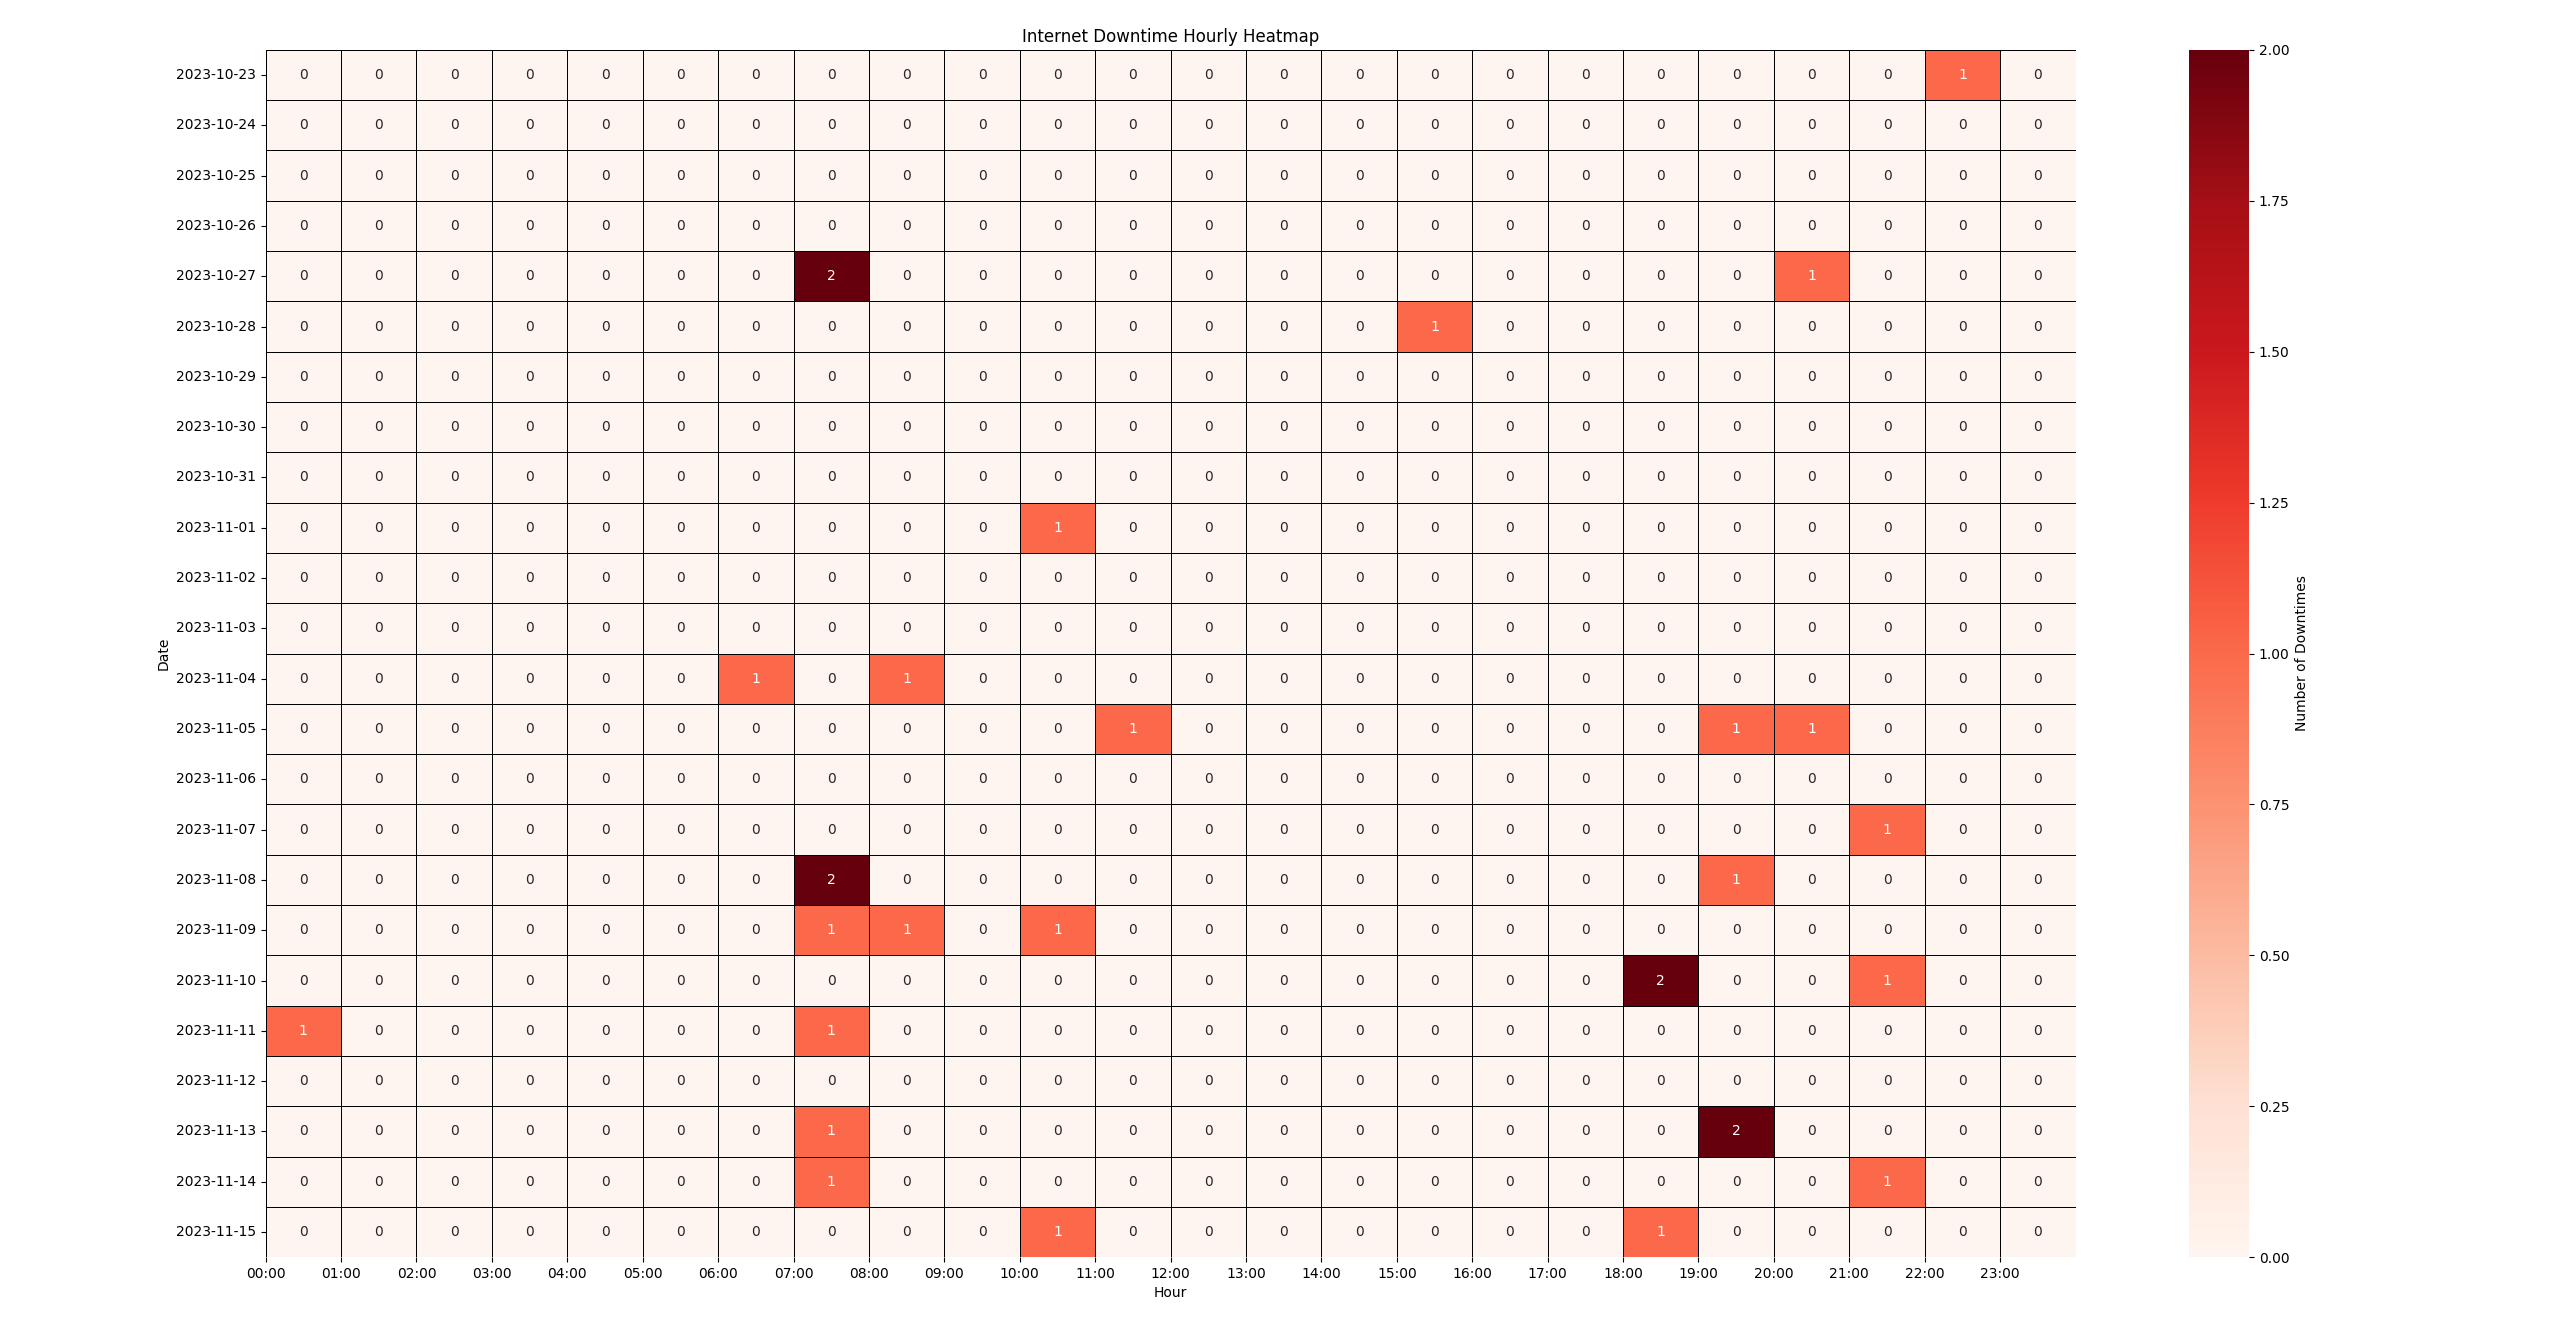 Internet Downtime Hourly Heatmap
2023-10-23 0 0 0 0 0 0 0 0 0 0 0 0 0 0 0 0 0 0 0 0 0 0 1 0
2023-10-24 0 0 0 0 0 0 0 0 0 0 0 0 0 0 0 0 0 0 0 0 0 0 0 0
2023-10-25 0 0 0 0 0 0 0 0 0 0 0 0 0 0 0 0 0 0 0 0 0 0 0 0
2023-10-26 0 0 0 0 0 0 0 0 0 0 0 0 0 0 0 0 0 0 0 0 0 0 0 0
2023-10-27 0 0 0 0 0 0 0 2 0 0 0 0 0 0 0 0 0 0 0 0 1 0 0 0
2023-10-28 0 0 0 0 0 0 0 0 0 0 0 0 0 0 0 1 0 0 0 0 0 0 0 0
2023-10-29 0 0 0 0 0 0 0 0 0 0 0 0 0 0 0 0 0 0 0 0 0 0 0 0
2023-10-30 0 0 0 0 0 0 0 0 0 0 0 0 0 0 0 0 0 0 0 0 0 0 0 0
2023-10-31 0 0 0 0 0 0 0 0 0 0 0 0 0 0 0 0 0 0 0 0 0 0 0 0
2023-11-01 0 0 0 0 0 0 0 0 0 0 1 0 0 0 0 0 0 0 0 0 0 0 0 0
2023-11-02 0 0 0 0 0 0 0 0 0 0 0 0 0 0 0 0 0 0 0 0 0 0 0 0
2023-11-03 0 0 0 0 0 0 0 0 0 0 0 0 0 0 0 0 0 0 0 0 0 0 0 0
2023-11-04 0 0 0 0 0 0 1 0 1 0 0 0 0 0 0 0 0 0 0 0 0 0 0 0
2023-11-05 0 0 0 0 0 0 0 0 0 0 0 1 0 0 0 0 0 0 0 1 1 0 0 0
2023-11-06 0 0 0 0 0 0 0 0 0 0 0 0 0 0 0 0 0 0 0 0 0 0 0 0
2023-11-07 0 0 0 0 0 0 0 0 0 0 0 0 0 0 0 0 0 0 0 0 0 1 0 0
2023-11-08 0 0 0 0 0 0 0 2 0 0 0 0 0 0 0 0 0 0 0 1 0 0 0 0
2023-11-09 0 0 0 0 0 0 0 1 1 0 1 0 0 0 0 0 0 0 0 0 0 0 0 0
2023-11-10 0 0 0 0 0 0 0 0 0 0 0 0 0 0 0 0 0 0 2 0 0 1 0 0
2023-11-11 1 0 0 0 0 0 0 1 0 0 0 0 0 0 0 0 0 0 0 0 0 0 0 0
2023-11-12 0 0 0 0 0 0 0 0 0 0 0 0 0 0 0 0 0 0 0 0 0 0 0 0
2023-11-13 0 0 0 0 0 0 0 1 0 0 0 0 0 0 0 0 0 0 0 2 0 0 0 0
2023-11-14 0 0 0 0 0 0 0 1 0 0 0 0 0 0 0 0 0 0 0 0 0 1 0 0
2023-11-15 0 0 0 0 0 0 0 0 0 0 1 0 0 0 0 0 0 0 1 0 0 0 0 0
00:00 01:00 02:00 03:00 04:00 05:00 06:00 07:00 08:00 09:00 10:00 11:00 12:00 13:00 14:00 15:00 16:00 17:00 18:00 19:00 20:00 21:00 22:00 23:00
Hour
Date
2.00
1.75
1.50
1.25
1.00
0.75
0.50
0.25
0.00
Number of Downtimes